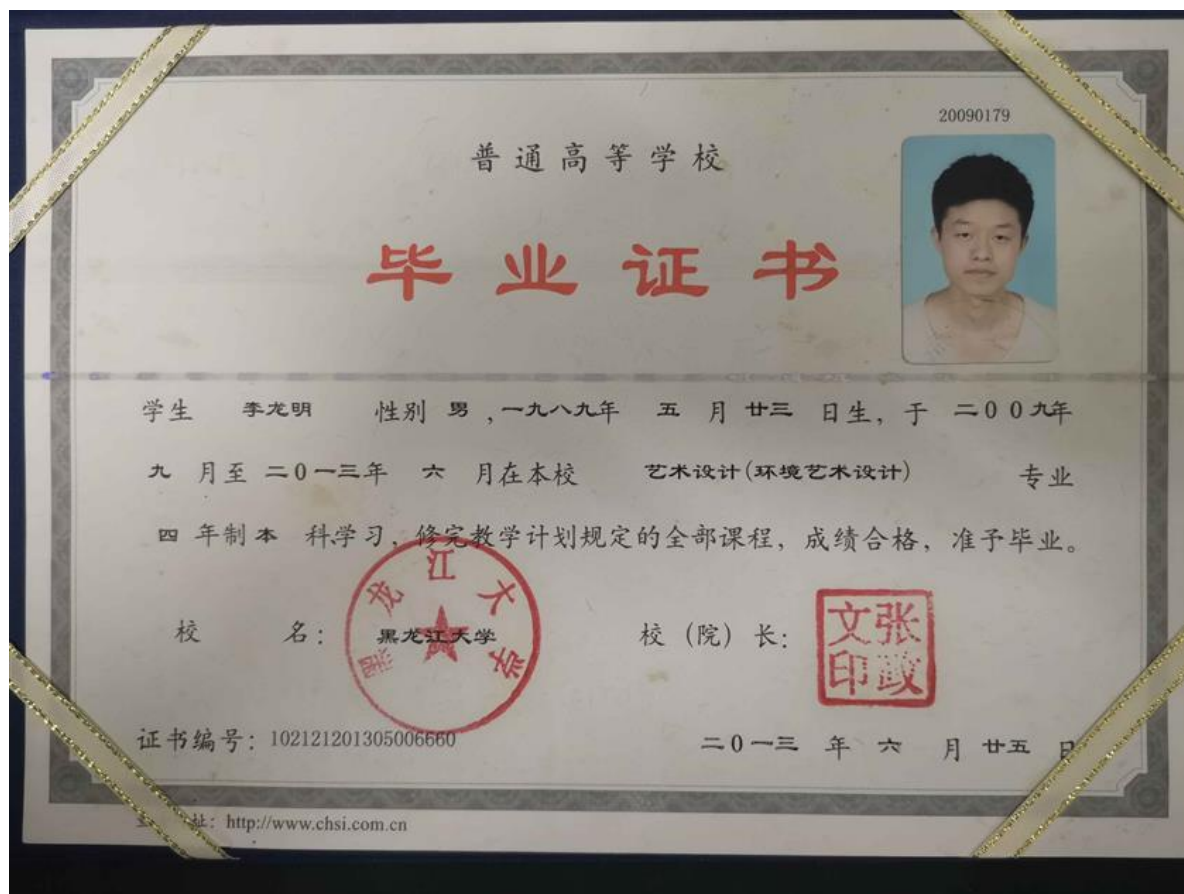 20090179
普通高等学校
毕业证书
学生 李龙明 性别 男 ,一九八九年 五 月 廿三 日生, 于 二00九年
九 月至 二0一三年 六 月在本校 艺术设计(环境艺术设计) 专业
四 年制 本 科学习, 修完教学计划规定的全部课程, 成绩合格, 准予毕业。
校 名: 黑龙江大学 校 (院) 长:
黑龙江大学
张政文印
证书编号: 102121201305006660 二0一三 年 六 月 廿五 日
址: http://www.chsi.com.cn